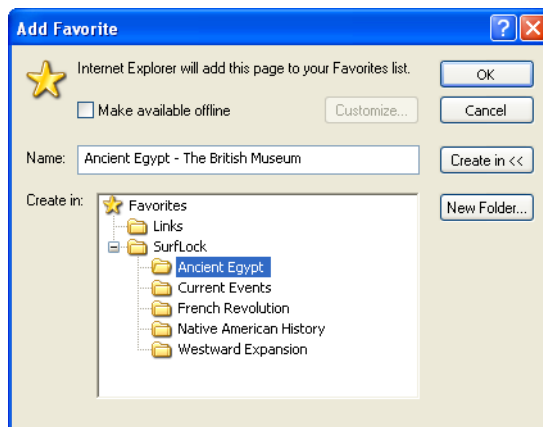 Add Favorite
Internet Explorer will add this page to your Favorites list.
OK
Make available offline
Customize...
Cancel
Name:
Ancient Egypt - The British Museum
Create in <<
Create in:
Favorites
New Folder...
Links
SurfLock
Ancient Egypt
Current Events
French Revolution
Native American History
Westward Expansion